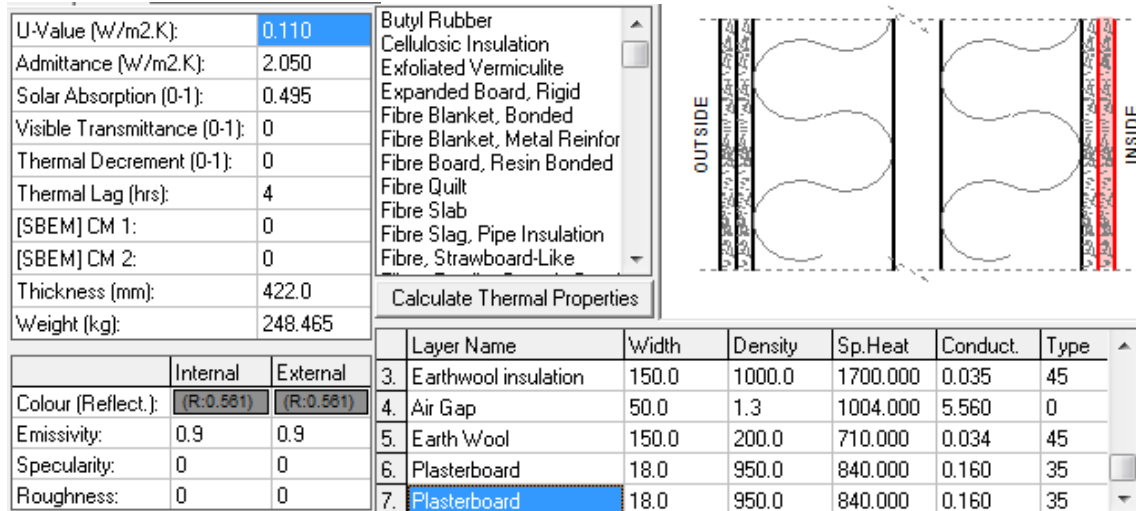 U-Value (W/m2.K): 0.110
Admittance (W/m2.K): 2.050
Solar Absorption (0-1): 0.495
Visible Transmittance (0-1): 0
Thermal Decrement (0-1): 0
Thermal Lag (hrs): 4
[SBEM] CM 1: 0
[SBEM] CM 2: 0
Thickness (mm): 422.0
Weight (kg): 248.465
Internal External
Colour (Reflect.): (R:0.561) (R:0.561)
Emissivity: 0.9 0.9
Specularity: 0 0
Roughness: 0 0
Butyl Rubber
Cellulosic Insulation
Exfoliated Vermiculite
Expanded Board, Rigid
Fibre Blanket, Bonded
Fibre Blanket, Metal Reinfor
Fibre Board, Resin Bonded
Fibre Quilt
Fibre Slab
Fibre Slag, Pipe Insulation
Fibre, Strawboard-Like
Calculate Thermal Properties
OUTSIDE
INSIDE
Layer Name Width Density Sp.Heat Conduct. Type
3. Earthwool insulation 150.0 1000.0 1700.000 0.035 45
4. Air Gap 50.0 1.3 1004.000 5.560 0
5. Earth Wool 150.0 200.0 710.000 0.034 45
6. Plasterboard 18.0 950.0 840.000 0.160 35
7. Plasterboard 18.0 950.0 840.000 0.160 35